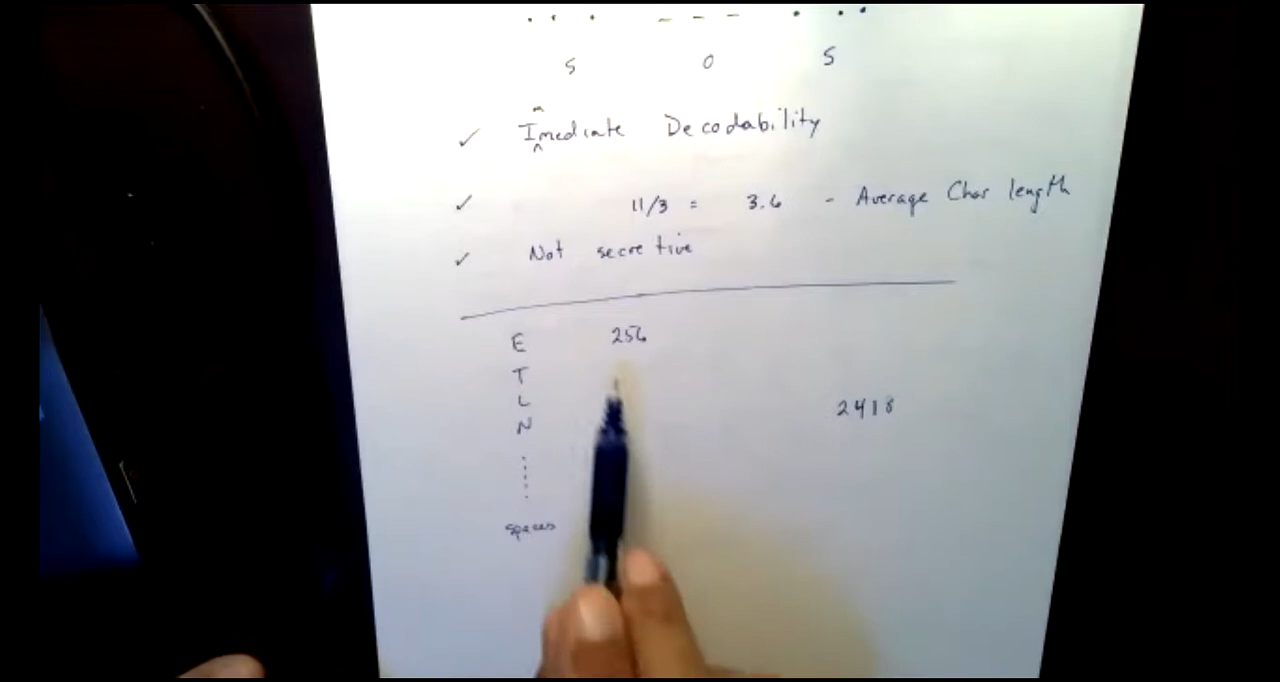 ... --- ...
S O S
✓ Imediate Decodability
✓ 11/3 = 3.6 - Average Char length
✓ Not secretive
E 256
T
L 2418
N
.....
spaces